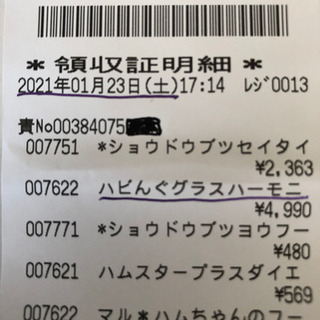 ＊領収証明細＊
2021年01月23日(土)17:14 ﾚｼﾞ0013
責No00384075
007751 *ショウドウブツセイタイ
¥2,363
007622 ハビんぐグラスハーモニ
¥4,990
007771 *ショウドウブツヨウフー
¥480
007621 ハムスタープラスダイエ
¥569
007622 マル*ハムちゃんのフー